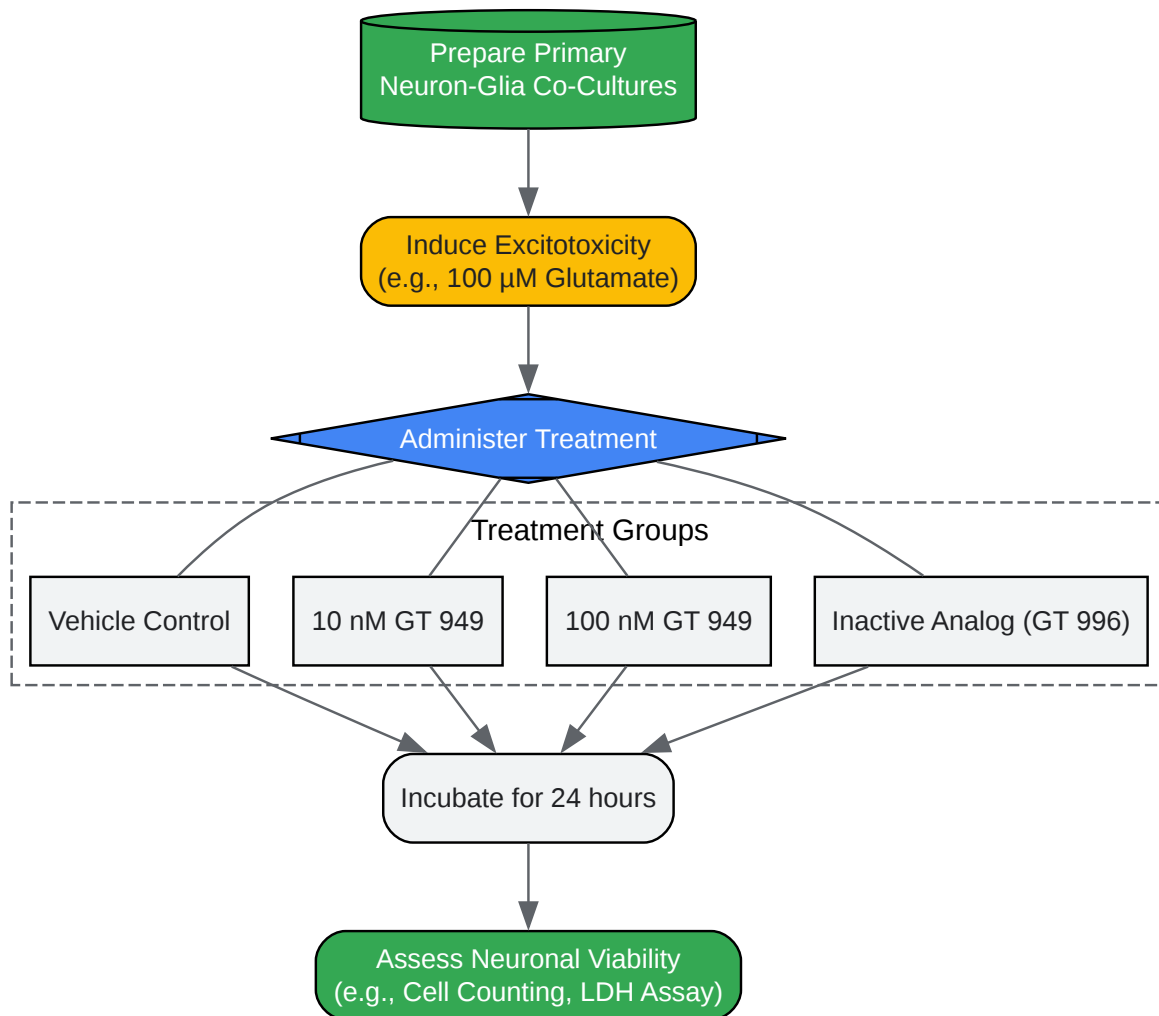 Prepare Primary
Neuron-Glia Co-Cultures
Induce Excitotoxicity
(e.g., 100 µM Glutamate)
Administer Treatment
Treatment Groups
Vehicle Control
10 nM GT 949
100 nM GT 949
Inactive Analog (GT 996)
Incubate for 24 hours
Assess Neuronal Viability
(e.g., Cell Counting, LDH Assay)